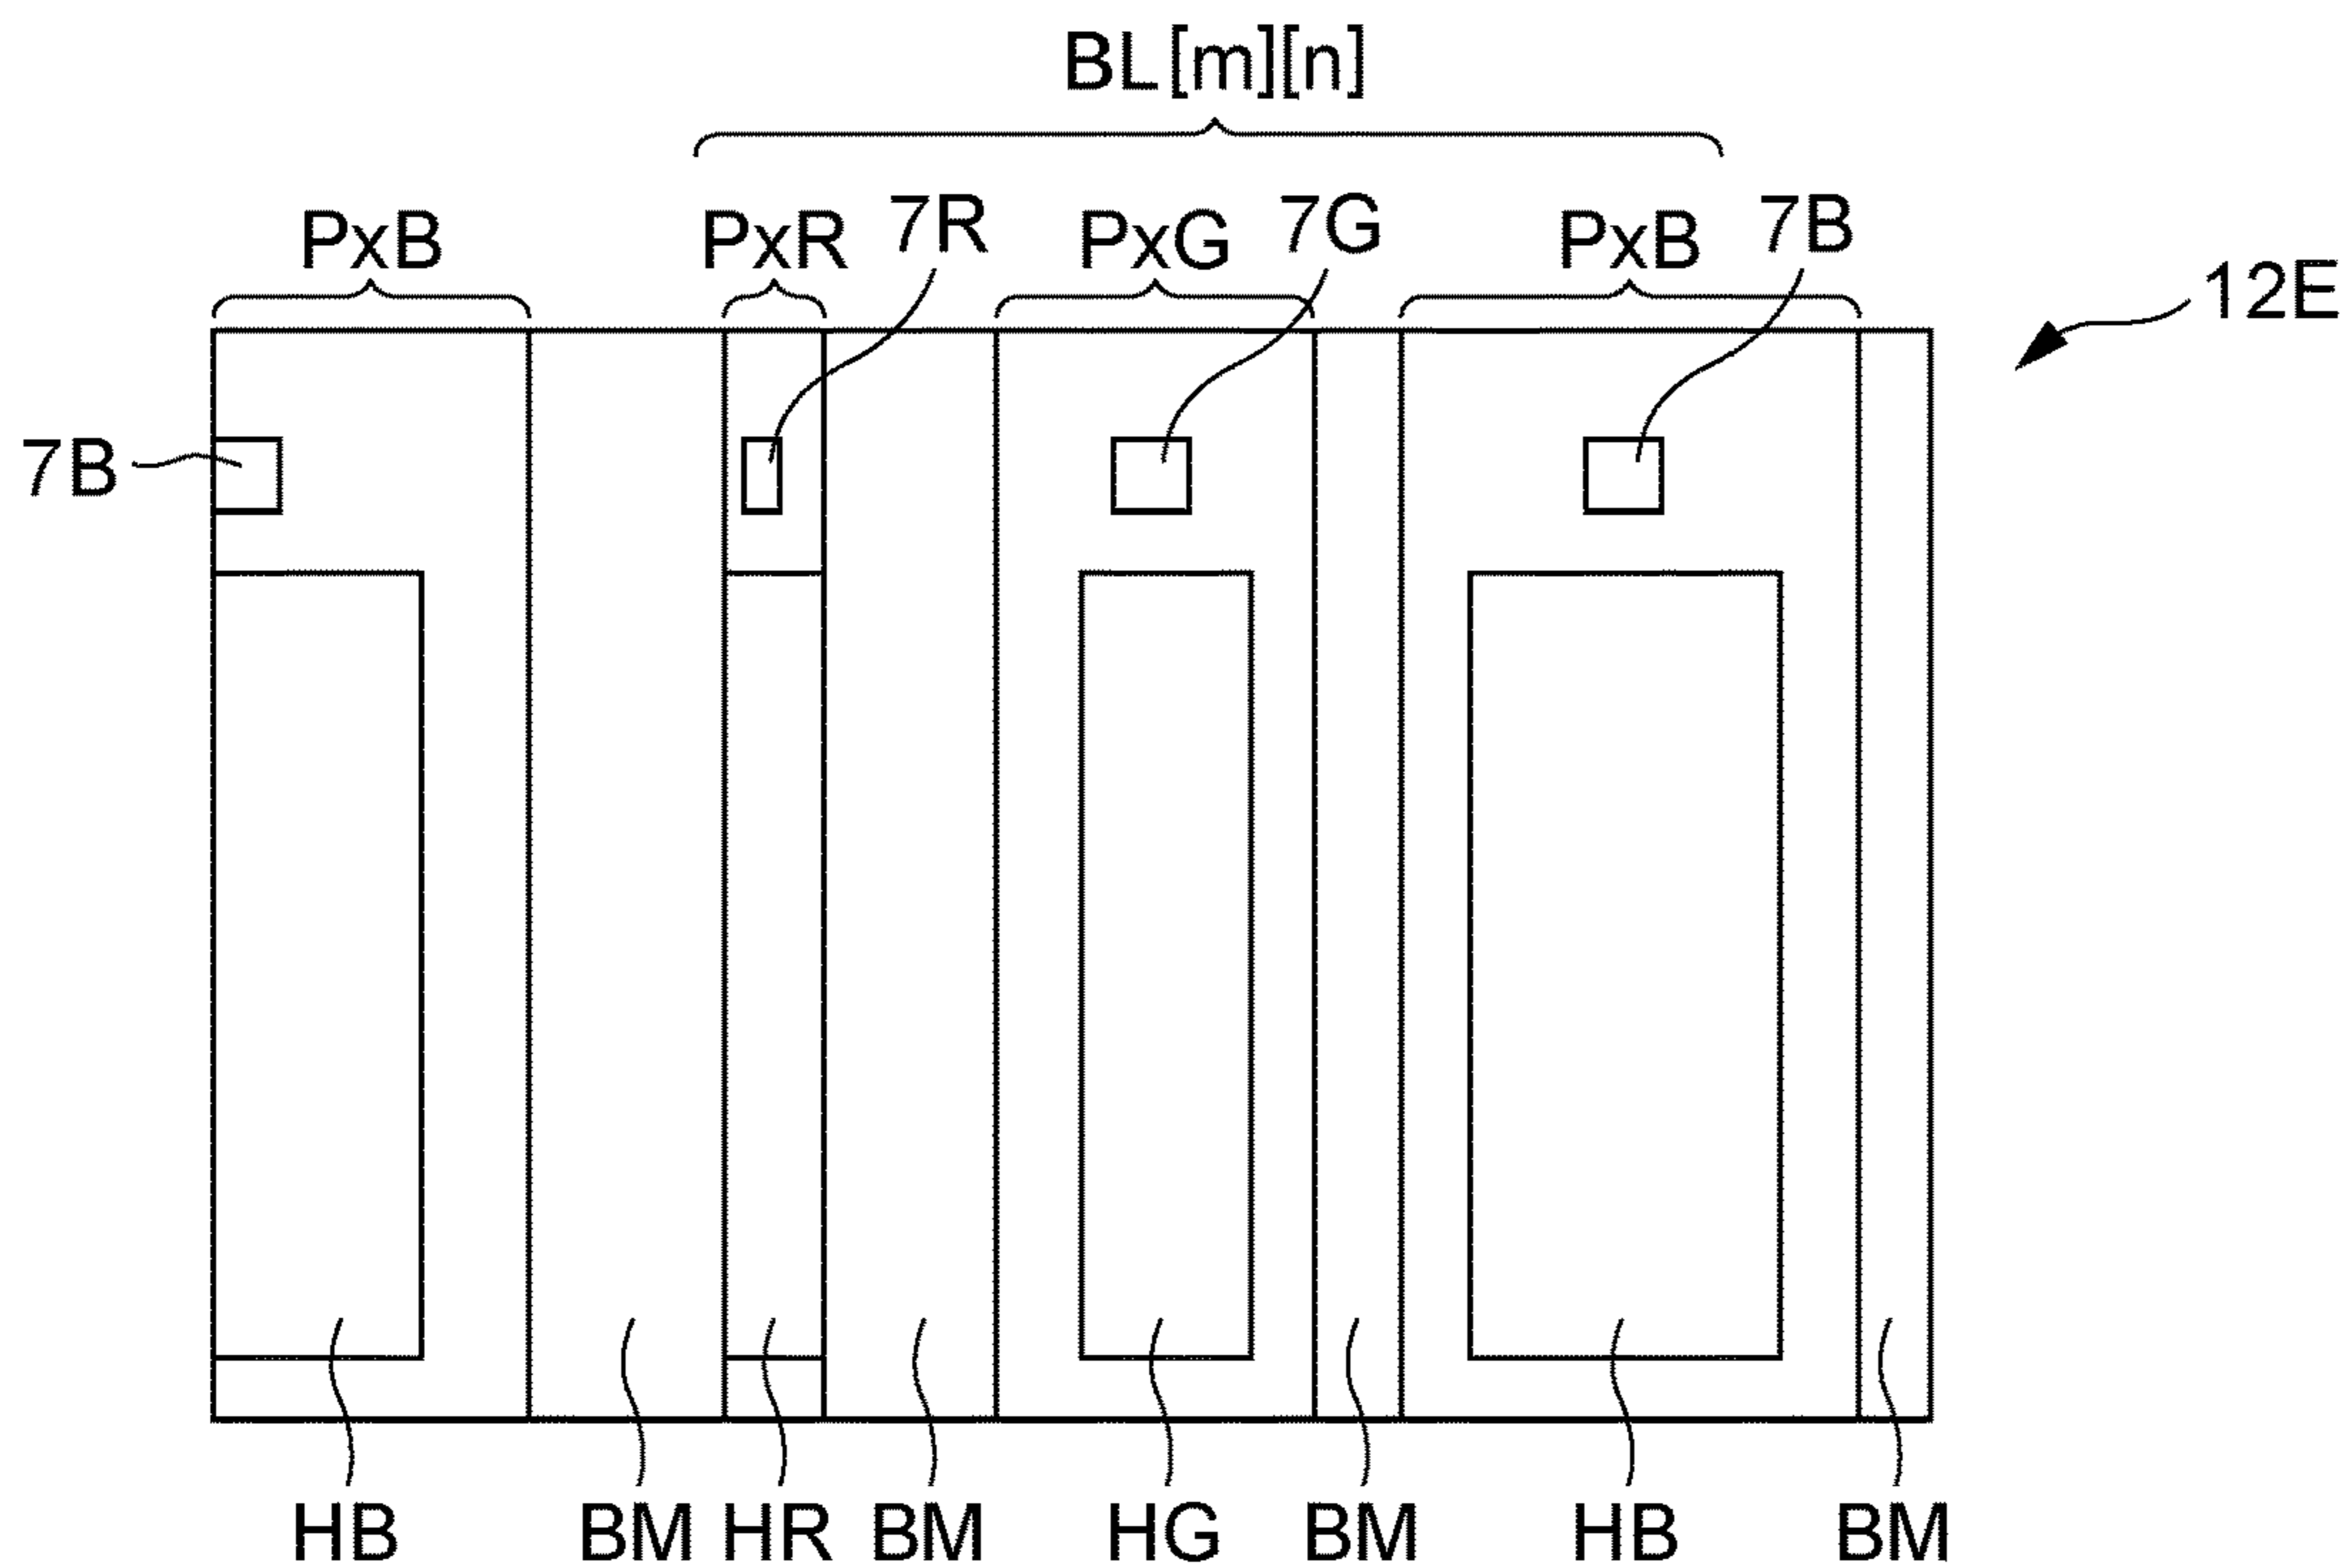 BL[m][n]
PxB PxR 7R PxG 7G PxB 7B
12E
7B
HB BM HR BM HG BM HB BM